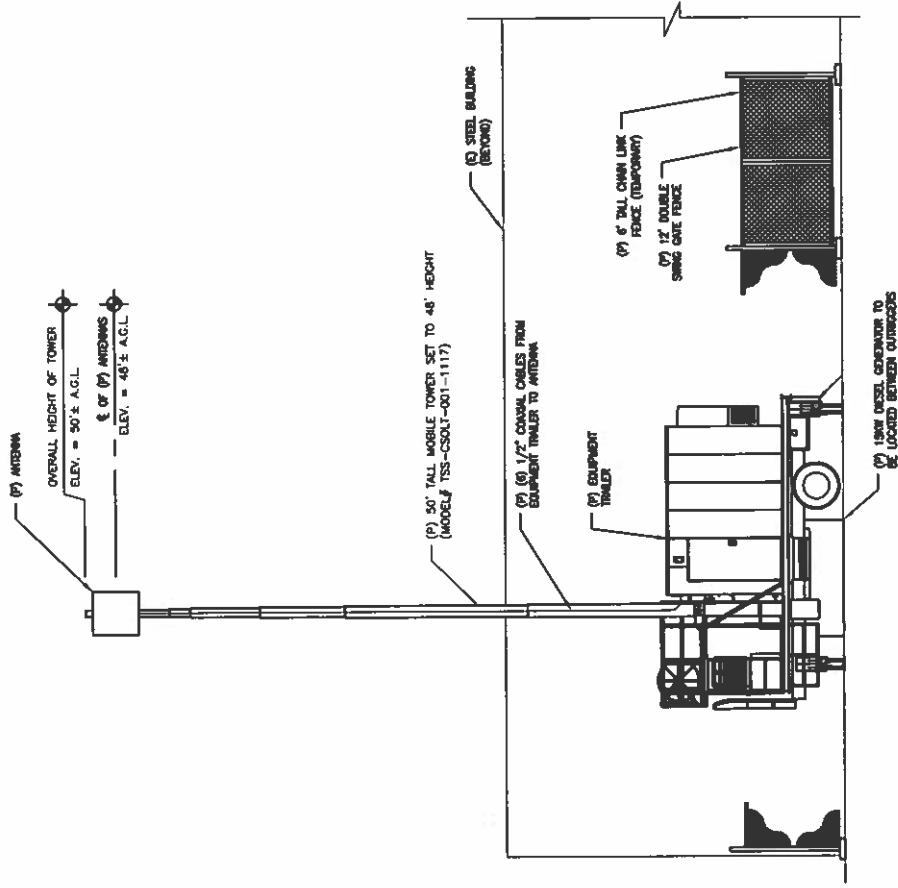 (P) ANTENNA
OVERALL HEIGHT OF TOWER
ELEV. = 50'± A.G.L.
℄ OF (P) ANTENNAS
ELEV. = 48'± A.G.L.
(P) 50' TALL MOBILE TOWER SET TO 48' HEIGHT
(MODEL# TSS-CSOLT-001-1117)
(E) STEEL BUILDING
(BEYOND)
(P) (6) 1/2" COAXIAL CABLES FROM
EQUIPMENT TRAILER TO ANTENNA
(P) EQUIPMENT
TRAILER
(P) 6' TALL CHAIN LINK
FENCE (TEMPORARY)
(P) 12' DOUBLE
SWING GATE FENCE
(P) DIESEL GENERATOR TO
BE LOCATED BETWEEN OUTRIGGERS